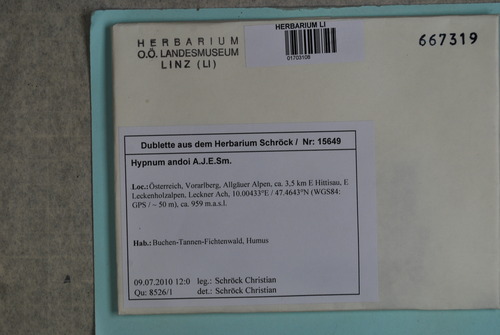 HERBARIUM
O.Ö. LANDESMUSEUM
LINZ (LI)
HERBARIUM LI
01703108
667319
Dublette aus dem Herbarium Schröck / Nr: 15649
Hypnum andoi A.J.E.Sm.
Loc.:Österreich, Vorarlberg, Allgäuer Alpen, ca. 3,5 km E Hittisau, E
Leckenholzalpen, Leckner Ach, 10.00433°E / 47.4643°N (WGS84:
GPS / ~ 50 m), ca. 959 m.a.s.l.
Hab.:Buchen-Tannen-Fichtenwald, Humus
09.07.2010 12:0 leg.: Schröck Christian
Qu: 8526/1 det.: Schröck Christian